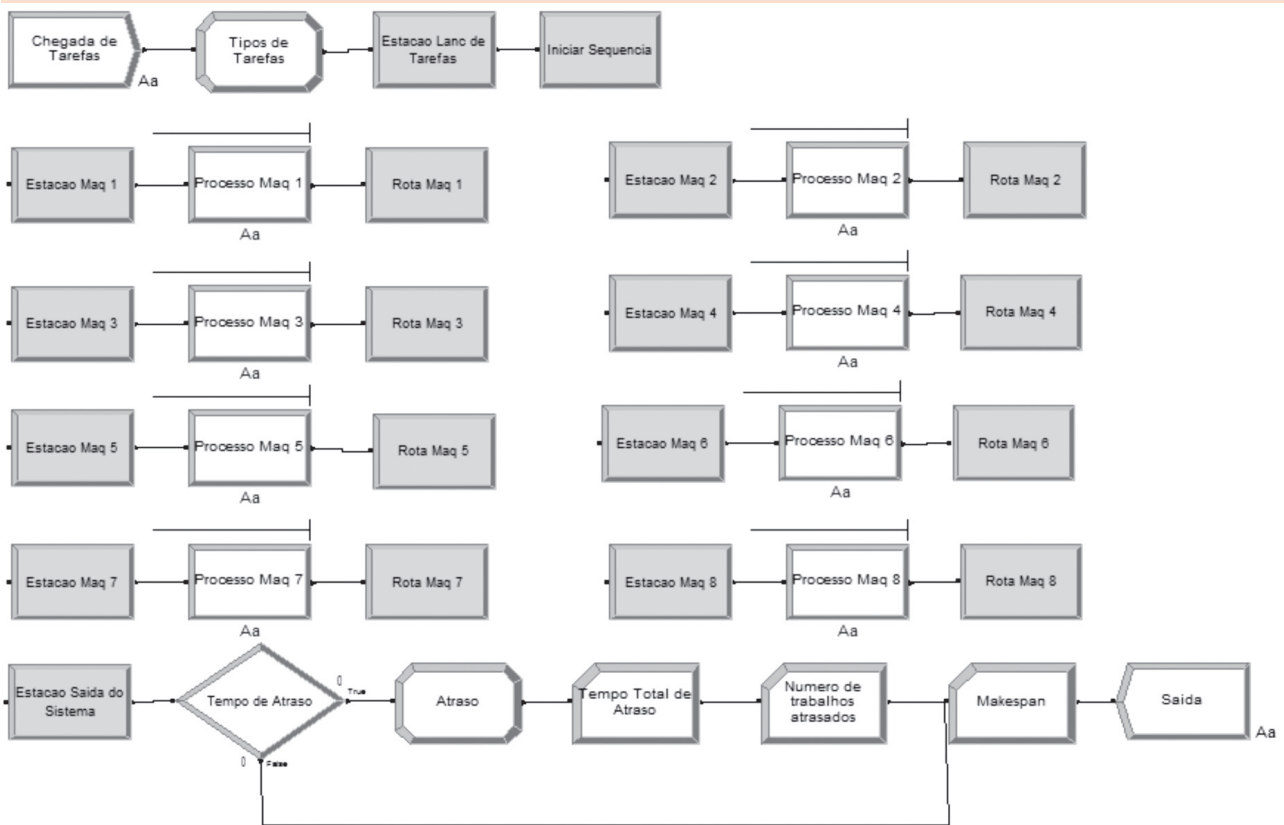 Chegada de
Tarefas
Aa
Tipos de
Tarefas
Estacao Lanc de
Tarefas
Iniciar Sequencia
Estacao Maq 1
Processo Maq 1
Aa
Rota Maq 1
Estacao Maq 2
Processo Maq 2
Aa
Rota Maq 2
Estacao Maq 3
Processo Maq 3
Aa
Rota Maq 3
Estacao Maq 4
Processo Maq 4
Aa
Rota Maq 4
Estacao Maq 5
Processo Maq 5
Aa
Rota Maq 5
Estacao Maq 6
Processo Maq 6
Aa
Rota Maq 6
Estacao Maq 7
Processo Maq 7
Aa
Rota Maq 7
Estacao Maq 8
Processo Maq 8
Aa
Rota Maq 8
Estacao Saida do
Sistema
Tempo de Atraso
0
True
0
False
Atraso
Tempo Total de
Atraso
Numero de
trabalhos
atrasados
Makespan
Saida
Aa